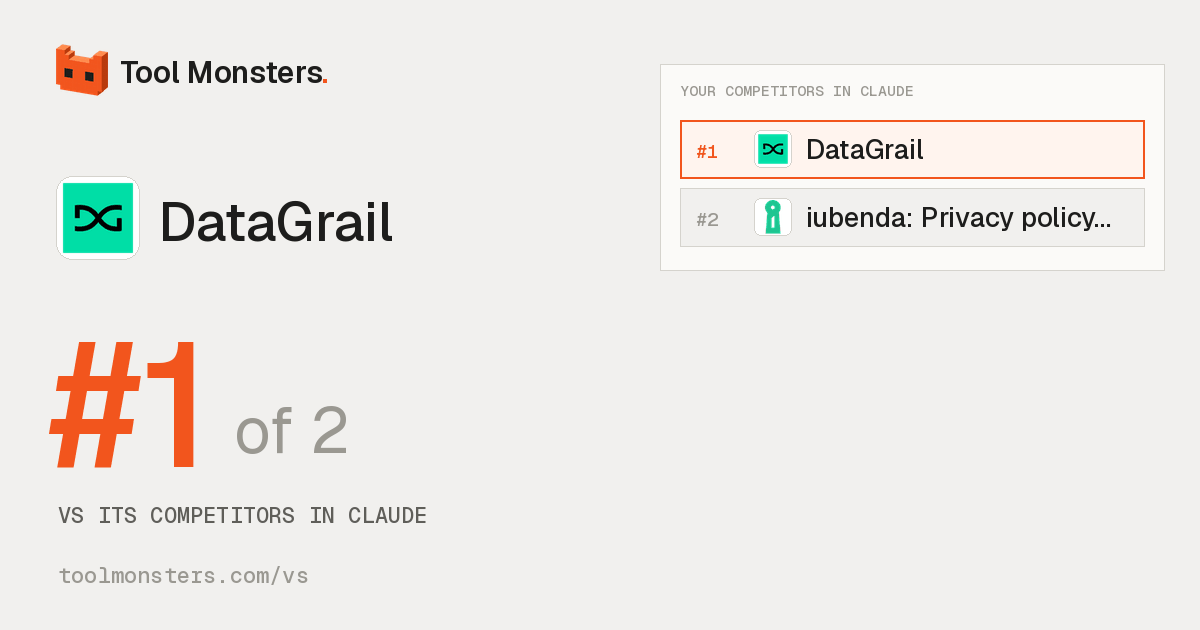 Tool Monsters.
DataGrail
#1 of 2
VS ITS COMPETITORS IN CLAUDE
toolmonsters.com/vs
YOUR COMPETITORS IN CLAUDE
#1 DataGrail
#2 iubenda: Privacy policy...